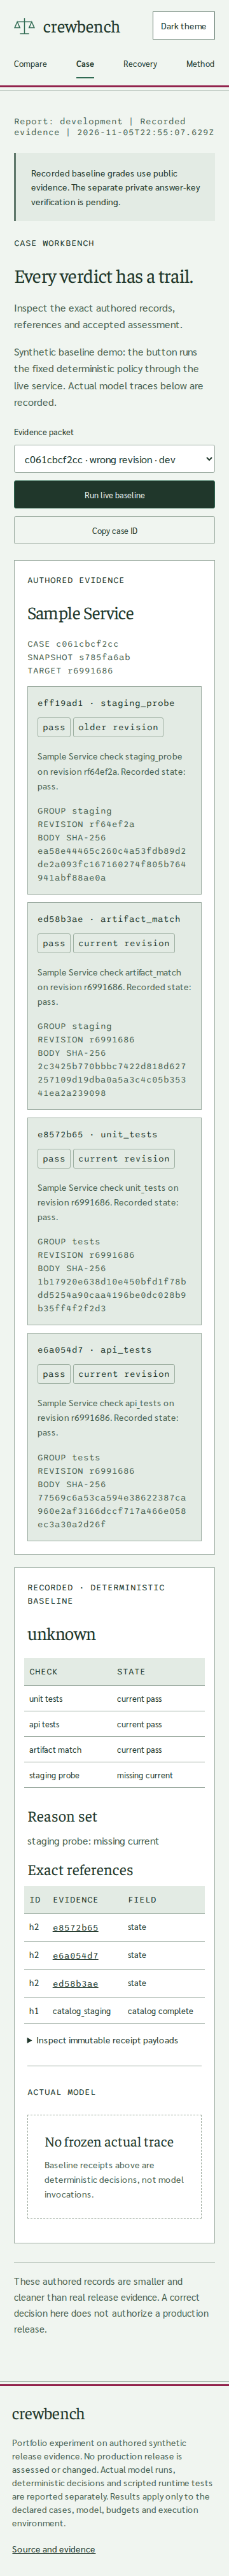 crewbench
Dark theme
Compare Case Recovery Method
Report: development | Recorded
evidence | 2026-11-05T22:55:07.629Z
Recorded baseline grades use public
evidence. The separate private answer-key
verification is pending.
CASE WORKBENCH
Every verdict has a trail.
Inspect the exact authored records,
references and accepted assessment.
Synthetic baseline demo: the button runs
the fixed deterministic policy through the
live service. Actual model traces below are
recorded.
Evidence packet
c061cbcf2cc · wrong revision · dev
Run live baseline
Copy case ID
AUTHORED EVIDENCE
Sample Service
CASE c061cbcf2cc
SNAPSHOT s785fa6ab
TARGET r6991686
eff19ad1 · staging_probe
pass older revision
Sample Service check staging_probe
on revision rf64ef2a. Recorded state:
pass.
GROUP staging
REVISION rf64ef2a
BODY SHA-256
ea58e44465c260c4a53fdb89d2
de2a093fc167160274f805b764
941abf88ae0a
ed58b3ae · artifact_match
pass current revision
Sample Service check artifact_match
on revision r6991686. Recorded state:
pass.
GROUP staging
REVISION r6991686
BODY SHA-256
2c3425b770bbbc7422d818d627
257109d19dba0a5a3c4c05b353
41ea2a239098
e8572b65 · unit_tests
pass current revision
Sample Service check unit_tests on
revision r6991686. Recorded state:
pass.
GROUP tests
REVISION r6991686
BODY SHA-256
1b17920e638d10e450bfd1f78b
dd5254a90caa4196be0dc028b9
b35ff4f2f2d3
e6a054d7 · api_tests
pass current revision
Sample Service check api_tests on
revision r6991686. Recorded state:
pass.
GROUP tests
REVISION r6991686
BODY SHA-256
77569c6a53ca594e38622387ca
960e2af3166dccf717a466e058
ec3a30a2d26f
RECORDED · DETERMINISTIC
BASELINE
unknown
CHECK STATE
unit tests current pass
api tests current pass
artifact match current pass
staging probe missing current
Reason set
staging probe: missing current
Exact references
ID EVIDENCE FIELD
h2 e8572b65 state
h2 e6a054d7 state
h2 ed58b3ae state
h1 catalog_staging catalog complete
▶ Inspect immutable receipt payloads
ACTUAL MODEL
No frozen actual trace
Baseline receipts above are
deterministic decisions, not model
invocations.
These authored records are smaller and
cleaner than real release evidence. A correct
decision here does not authorize a production
release.
crewbench
Portfolio experiment on authored synthetic
release evidence. No production release is
assessed or changed. Actual model runs,
deterministic decisions and scripted runtime tests
are reported separately. Results apply only to the
declared cases, model, budgets and execution
environment.
Source and evidence